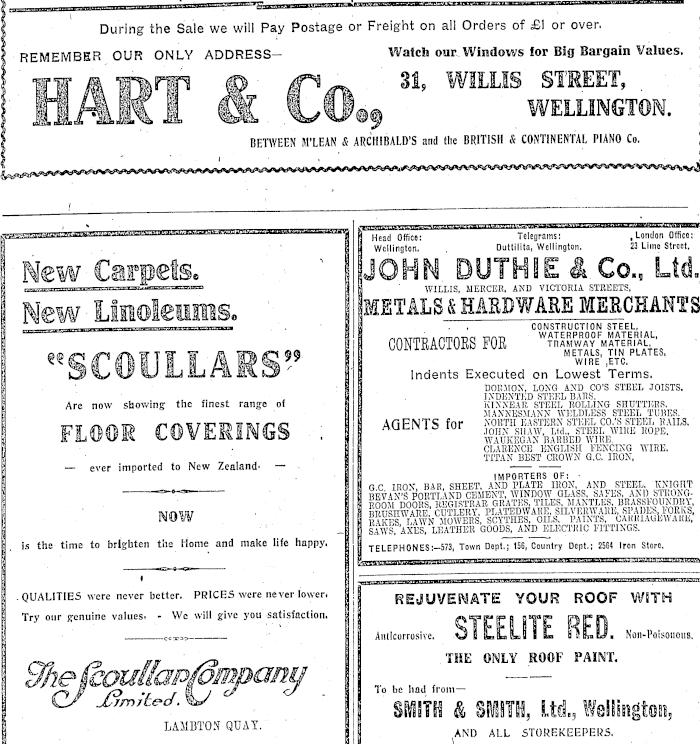 During the Sale we will Pay Postage or Freight on all Orders of £1 or over.
REMEMBER OUR ONLY ADDRESS—
Watch our Windows for Big Bargain Values.
HART & Co.,
31, WILLIS STREET,
WELLINGTON.
BETWEEN M'LEAN & ARCHIBALD'S and the BRITISH & CONTINENTAL PIANO Co.
New Carpets.
New Linoleums.
"SCOULLARS"
Are now showing the finest range of
FLOOR COVERINGS
— ever imported to New Zealand. —
NOW
is the time to brighten the Home and make life happy.
QUALITIES were never better. PRICES were never lower.
Try our genuine values. - We will give you satisfaction.
The Scoullar Company
Limited.
LAMBTON QUAY.
Head Office:
Wellington.
Telegrams:
Duttilita, Wellington.
London Office:
23 Lime Street.
JOHN DUTHIE & Co., Ltd.
WILLIS, MERCER, AND VICTORIA STREETS,
METALS & HARDWARE MERCHANTS
CONTRACTORS FOR
CONSTRUCTION STEEL,
WATERPROOF MATERIAL,
TRAMWAY MATERIAL,
METALS, TIN PLATES,
WIRE ,ETC.
Indents Executed on Lowest Terms.
AGENTS for
DORMON, LONG AND CO'S STEEL JOISTS.
INDENTED STEEL BARS.
KINNEAR STEEL ROLLING SHUTTERS.
MANNESMANN WELDLESS STEEL TUBES.
NORTH EASTERN STEEL CO.'S STEEL RAILS.
JOHN SHAW, Ltd., STEEL WIRE ROPE.
WAUKEGAN BARBED WIRE.
CLARENCE ENGLISH FENCING WIRE.
TITAN BEST CROWN G.C. IRON,
IMPORTERS OF:
G.C. IRON, BAR, SHEET, AND PLATE IRON, AND STEEL, KNIGHT
BEVAN'S PORTLAND CEMENT, WINDOW GLASS, SAFES, AND STRONG-
ROOM DOORS, REGISTRAR GRATES, TILES, MANTLES, BRASSFOUNDRY,
BRUSHWARE, CUTLERY, PLATEDWARE, SILVERWARE, SPADES, FORKS,
RAKES, LAWN MOWERS, SCYTHES, OILS, PAINTS, CARRIAGEWARE,
SAWS, AXES, LEATHER GOODS, AND ELECTRIC FITTINGS.
TELEPHONES:—573, Town Dept.; 156, Country Dept.; 2564 Iron Store.
REJUVENATE YOUR ROOF WITH
Anticorrosive. STEELITE RED. Non-Poisonous.
THE ONLY ROOF PAINT.
To be had from—
SMITH & SMITH, Ltd., Wellington,
AND ALL STOREKEEPERS.